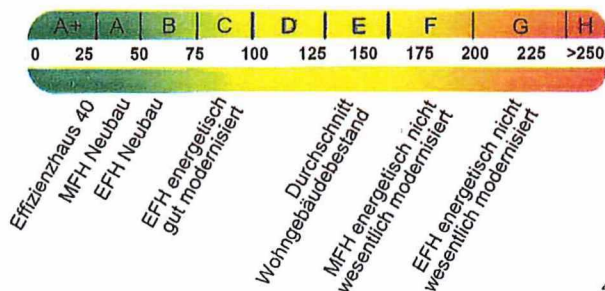 A+ A B C D E F G H
0 25 50 75 100 125 150 175 200 225 >250
Effizienzhaus 40
MFH Neubau
EFH Neubau
EFH energetisch
gut modernisiert
Durchschnitt
Wohngebäudebestand
MFH energetisch nicht
wesentlich modernisiert
EFH energetisch nicht
wesentlich modernisiert